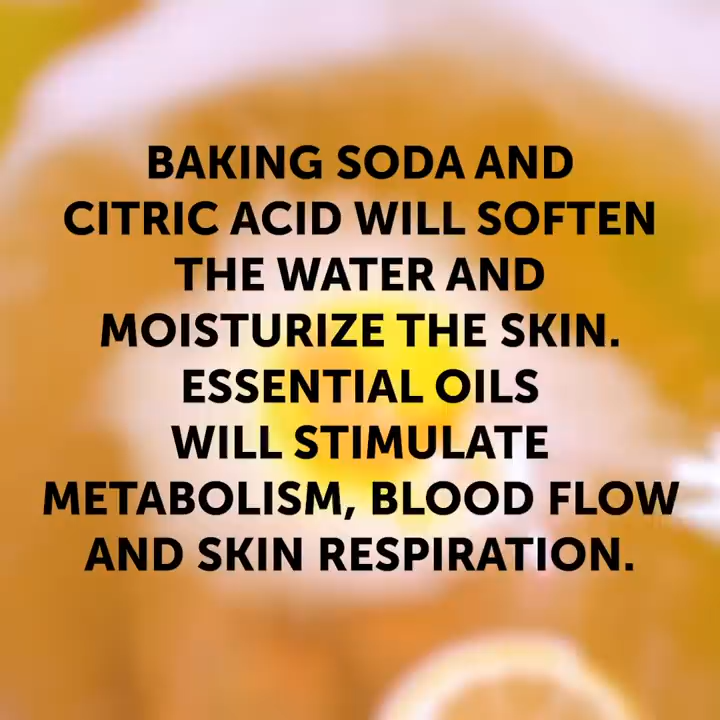 BAKING SODA AND
CITRIC ACID WILL SOFTEN
THE WATER AND
MOISTURIZE THE SKIN.
ESSENTIAL OILS
WILL STIMULATE
METABOLISM, BLOOD FLOW
AND SKIN RESPIRATION.